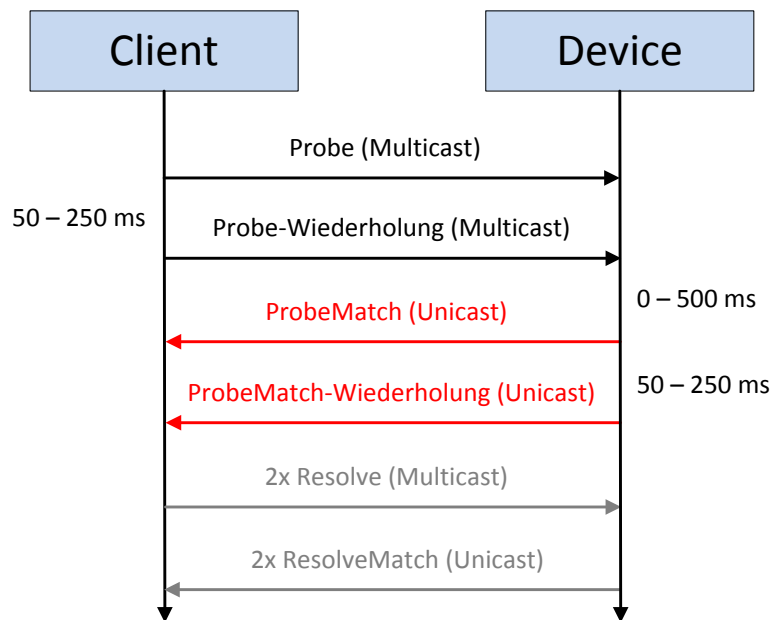 Client
Device
Probe (Multicast)
50 – 250 ms
Probe-Wiederholung (Multicast)
0 – 500 ms
ProbeMatch (Unicast)
ProbeMatch-Wiederholung (Unicast)
50 – 250 ms
2x Resolve (Multicast)
2x ResolveMatch (Unicast)